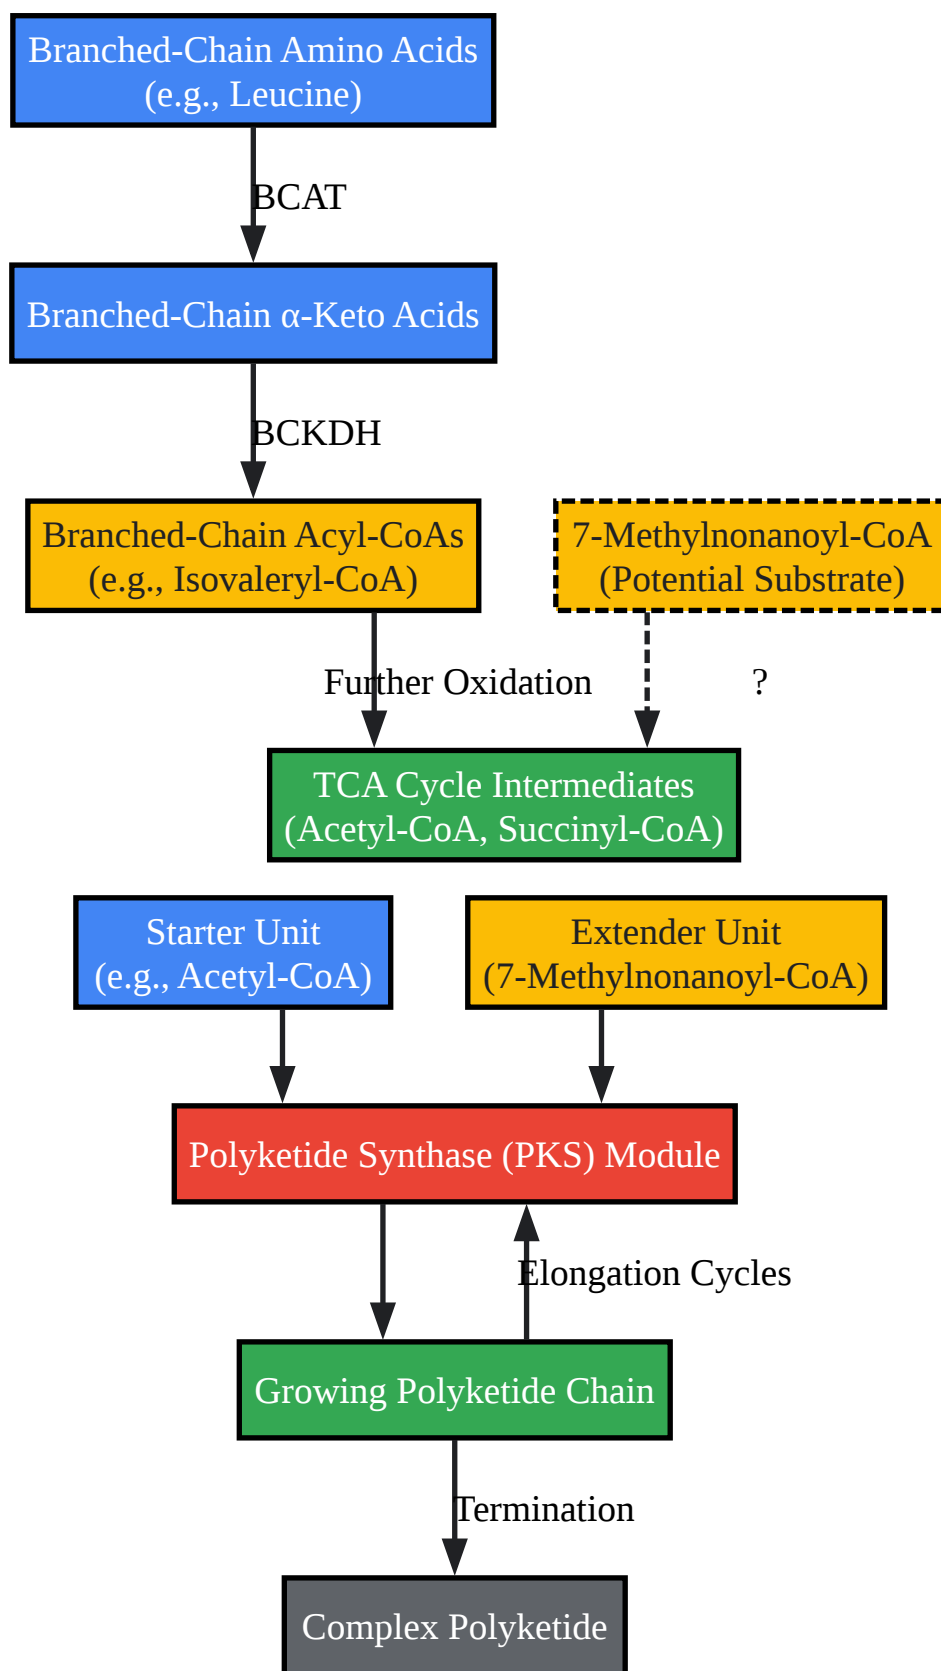 Branched-Chain Amino Acids
(e.g., Leucine)
BCAT
Branched-Chain α-Keto Acids
BCKDH
Branched-Chain Acyl-CoAs
(e.g., Isovaleryl-CoA)
7-Methylnonanoyl-CoA
(Potential Substrate)
Further Oxidation
?
TCA Cycle Intermediates
(Acetyl-CoA, Succinyl-CoA)
Starter Unit
(e.g., Acetyl-CoA)
Extender Unit
(7-Methylnonanoyl-CoA)
Polyketide Synthase (PKS) Module
Elongation Cycles
Growing Polyketide Chain
Termination
Complex Polyketide